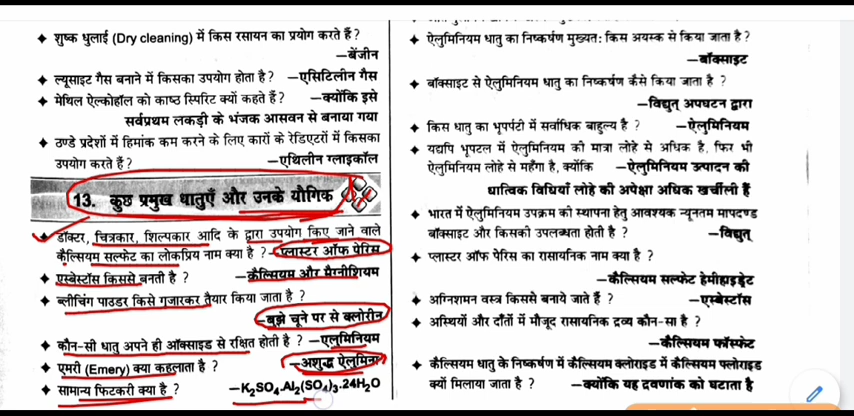 ✦ शुष्क धुलाई (Dry cleaning) में किस रसायन का प्रयोग करते हैं?
—बेंजीन
✦ ल्यूसाइट गैस बनाने में किसका उपयोग होता है? —एसिटिलीन गैस
✦ मेथिल ऐल्कोहॉल को काष्ठ स्पिरिट क्यों कहते हैं? —क्योंकि इसे
सर्वप्रथम लकड़ी के भंजक आसवन से बनाया गया
✦ ठण्डे प्रदेशों में हिमांक कम करने के लिए कारों के रेडिएटरों में किसका
उपयोग करते हैं? —एथिलीन ग्लाइकॉल
13. कुछ प्रमुख धातुएँ और उनके यौगिक
डॉक्टर, चित्रकार, शिल्पकार आदि के द्वारा उपयोग किए जाने वाले
कैल्सियम सल्फेट का लोकप्रिय नाम क्या है ? —प्लास्टर ऑफ पेरिस
✦ एस्बेस्टॉस किससे बनती है ? —कैल्सियम और मैग्नीशियम
✦ ब्लीचिंग पाउडर किसे गुजारकर तैयार किया जाता है ?
—बुझे चूने पर से क्लोरीन
✦ कौन-सी धातु अपने ही ऑक्साइड से रक्षित होती है ? —एलुमिनियम
✦ एमरी (Emery) क्या कहलाता है ? —अशुद्ध ऐलुमिना
✦ सामान्य फिटकरी क्या है ? —K₂SO₄.Al₂(SO₄)₃.24H₂O
✦ ऐलुमिनियम धातु का निष्कर्षण मुख्यत: किस अयस्क से किया जाता है ?
—बॉक्साइट
✦ बॉक्साइट से ऐलुमिनियम धातु का निष्कर्षण कैसे किया जाता है ?
—विद्युत् अपघटन द्वारा
✦ किस धातु का भूपर्पटी में सर्वाधिक बाहुल्य है ? —ऐलुमिनियम
✦ यद्यपि भूपटल में ऐलुमिनियम की मात्रा लोहे से अधिक है, फिर भी
ऐलुमिनियम लोहे से महँगा है, क्योंकि —ऐलुमिनियम उत्पादन की
धात्विक विधियाँ लोहे की अपेक्षा अधिक खर्चीली हैं
✦ भारत में ऐलुमिनियम उपक्रम की स्थापना हेतु आवश्यक न्यूनतम मापदण्ड
बॉक्साइट और किसकी उपलब्धता होती है ? —विद्युत्
✦ प्लास्टर ऑफ पेरिस का रासायनिक नाम क्या है ?
—कैल्सियम सल्फेट हेमीहाइड्रेट
✦ अग्निशमन वस्त्र किससे बनाये जाते हैं ? —एस्बेस्टॉस
✦ अस्थियों और दाँतों में मौजूद रासायनिक द्रव्य कौन-सा है ?
—कैल्सियम फॉस्फेट
✦ कैल्सियम धातु के निष्कर्षण में कैल्सियम क्लोराइड में कैल्सियम फ्लोराइड
क्यों मिलाया जाता है ? —क्योंकि यह द्रवणांक को घटाता है